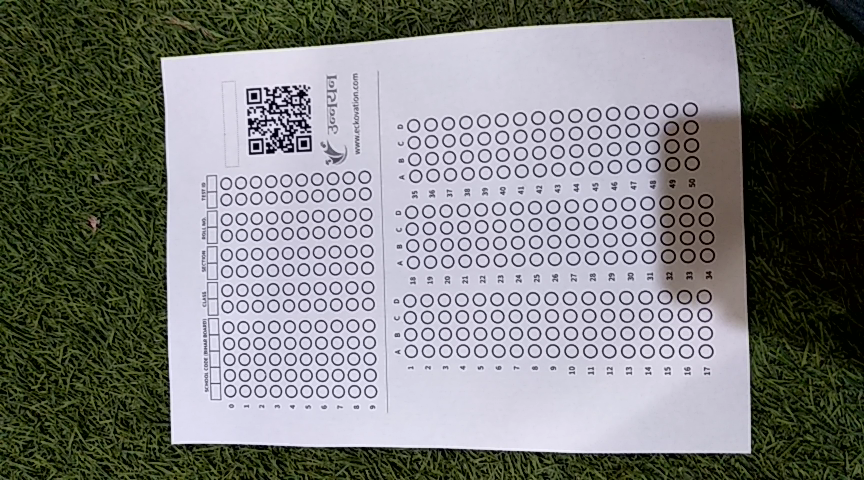 SCHOOL CODE (BIHAR BOARD) CLASS SECTION ROLL NO. TEST ID
0
1
2
3
4
5
6
7
8
9
उन्नयन
www.eckovation.com
A B C D A B C D A B C D
1 18 35
2 19 36
3 20 37
4 21 38
5 22 39
6 23 40
7 24 41
8 25 42
9 26 43
10 27 44
11 28 45
12 29 46
13 30 47
14 31 48
15 32 49
16 33 50
17 34